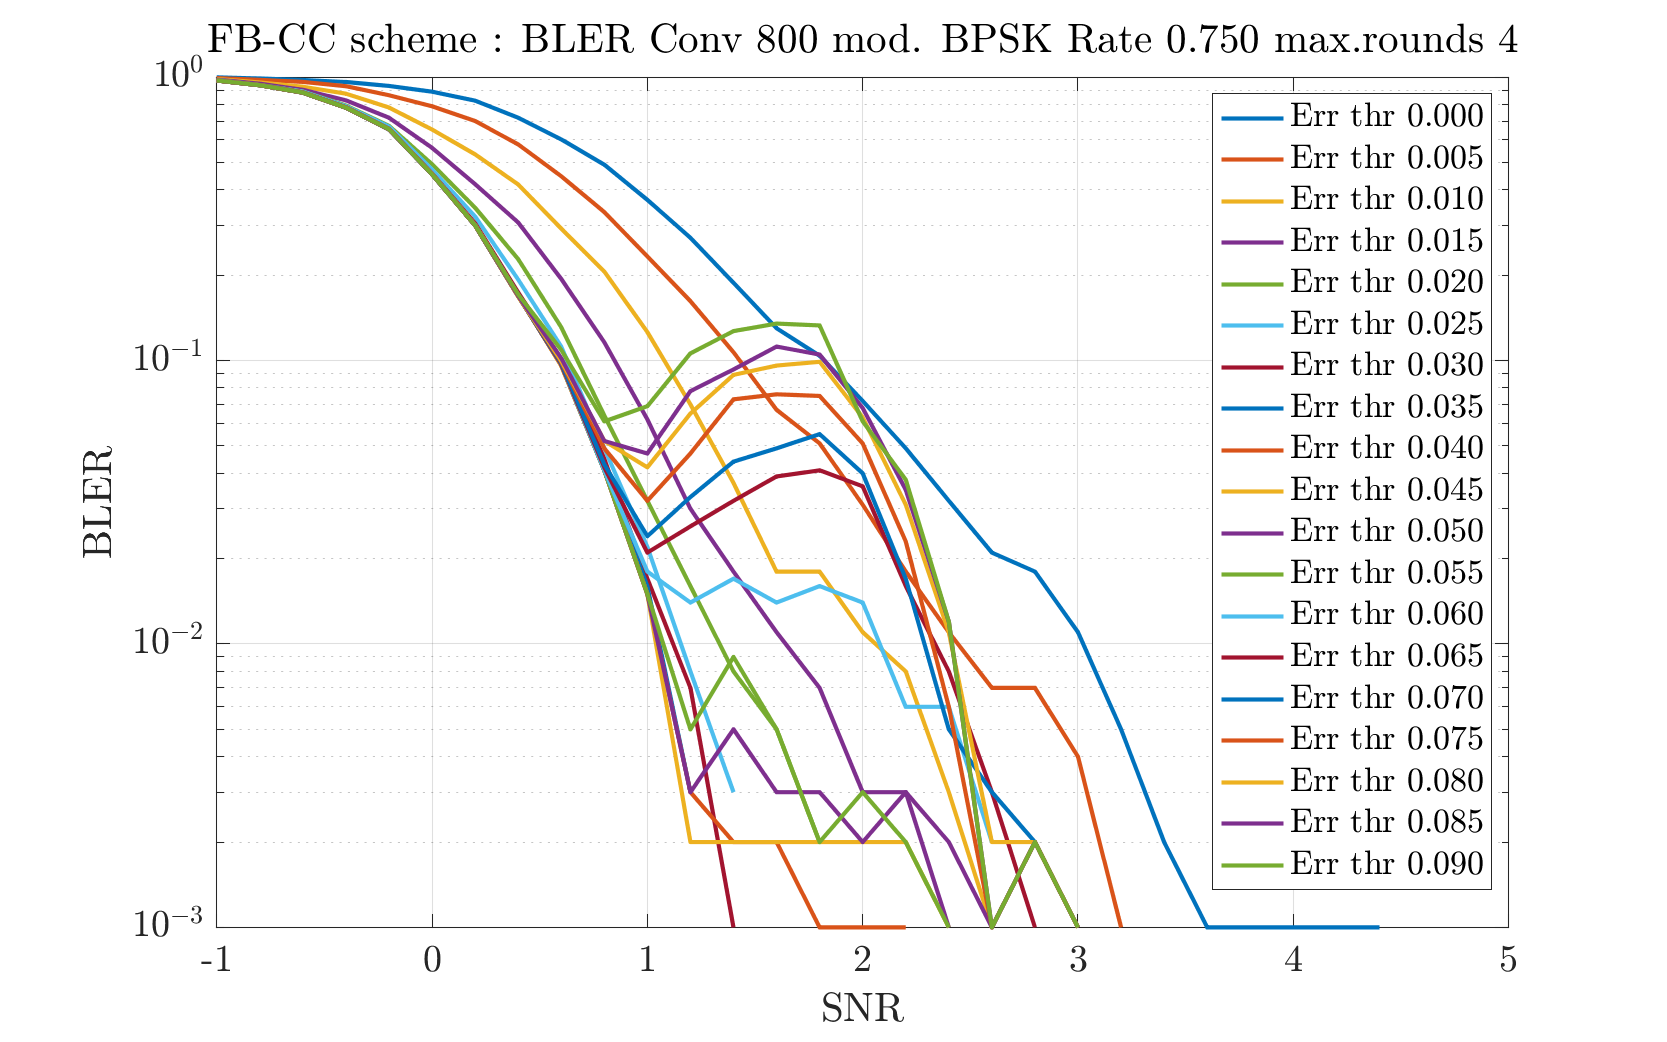 FB-CC scheme : BLER Conv 800 mod. BPSK Rate 0.750 max.rounds 4
10^0
10^-1
10^-2
10^-3
BLER
Err thr 0.000
Err thr 0.005
Err thr 0.010
Err thr 0.015
Err thr 0.020
Err thr 0.025
Err thr 0.030
Err thr 0.035
Err thr 0.040
Err thr 0.045
Err thr 0.050
Err thr 0.055
Err thr 0.060
Err thr 0.065
Err thr 0.070
Err thr 0.075
Err thr 0.080
Err thr 0.085
Err thr 0.090
-1 0 1 2 3 4 5
SNR